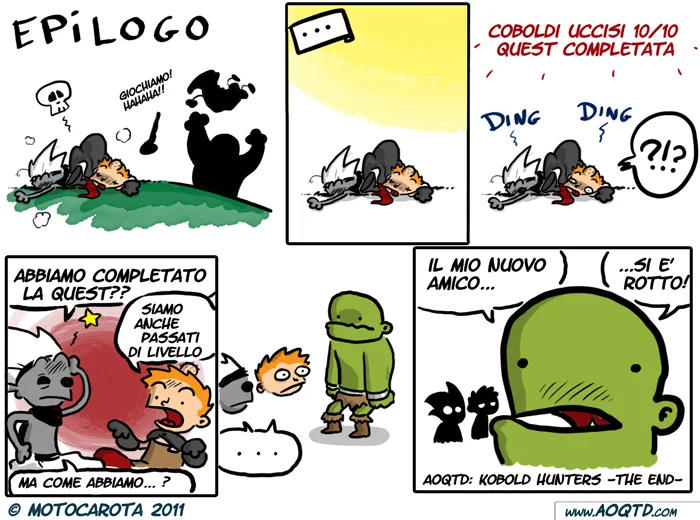 EPILOGO
GIOCHIAMO!
HAHAHA!!
...
COBOLDI UCCISI 10/10
QUEST COMPLETATA
DING
DING
?!?
ABBIAMO COMPLETATO
LA QUEST??
SIAMO
ANCHE
PASSATI
DI LIVELLO
MA COME ABBIAMO... ?
...
IL MIO NUOVO
AMICO...
...SI E'
ROTTO!
AOQTD: KOBOLD HUNTERS -THE END-
© MOTOCAROTA 2011
WWW.AOQTD.COM